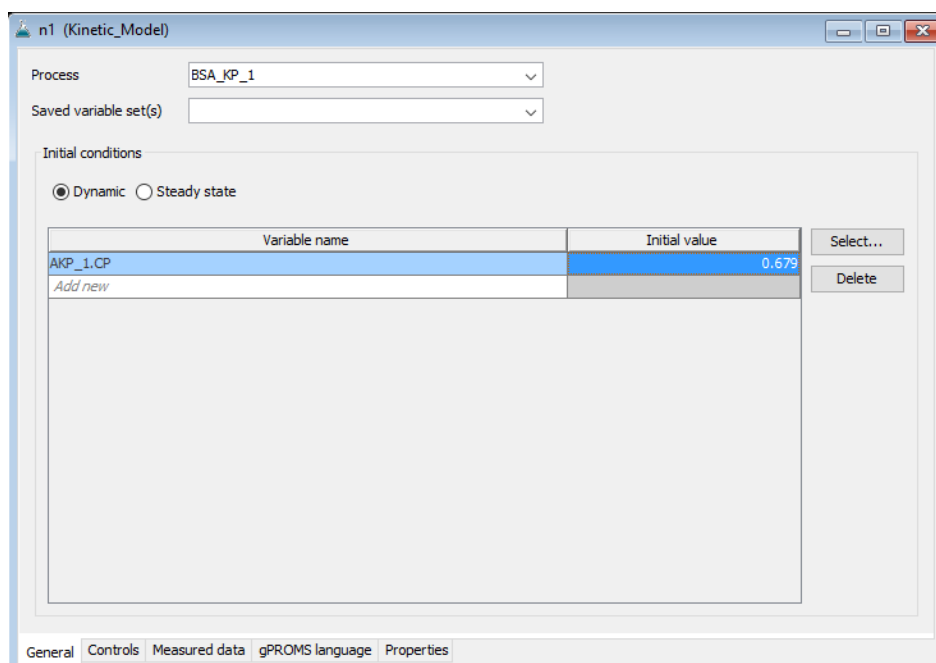 n1 (Kinetic_Model)
Process BSA_KP_1
Saved variable set(s)
Initial conditions
Dynamic Steady state
Variable name Initial value Select...
AKP_1.CP 0.679
Add new Delete
General Controls Measured data gPROMS language Properties